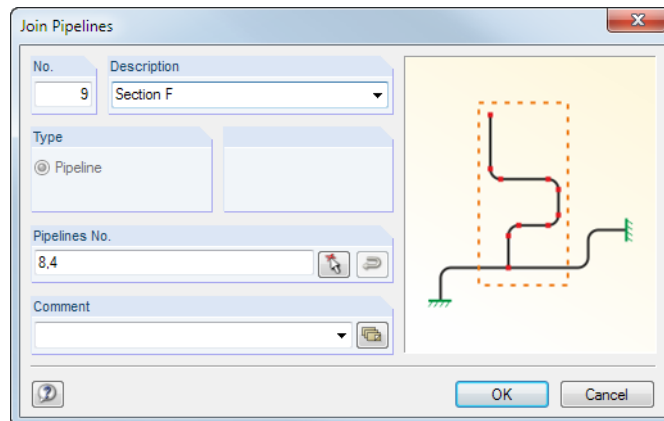 Join Pipelines
No. Description
9 Section F
Type
Pipeline
Pipelines No.
8,4
Comment
OK Cancel